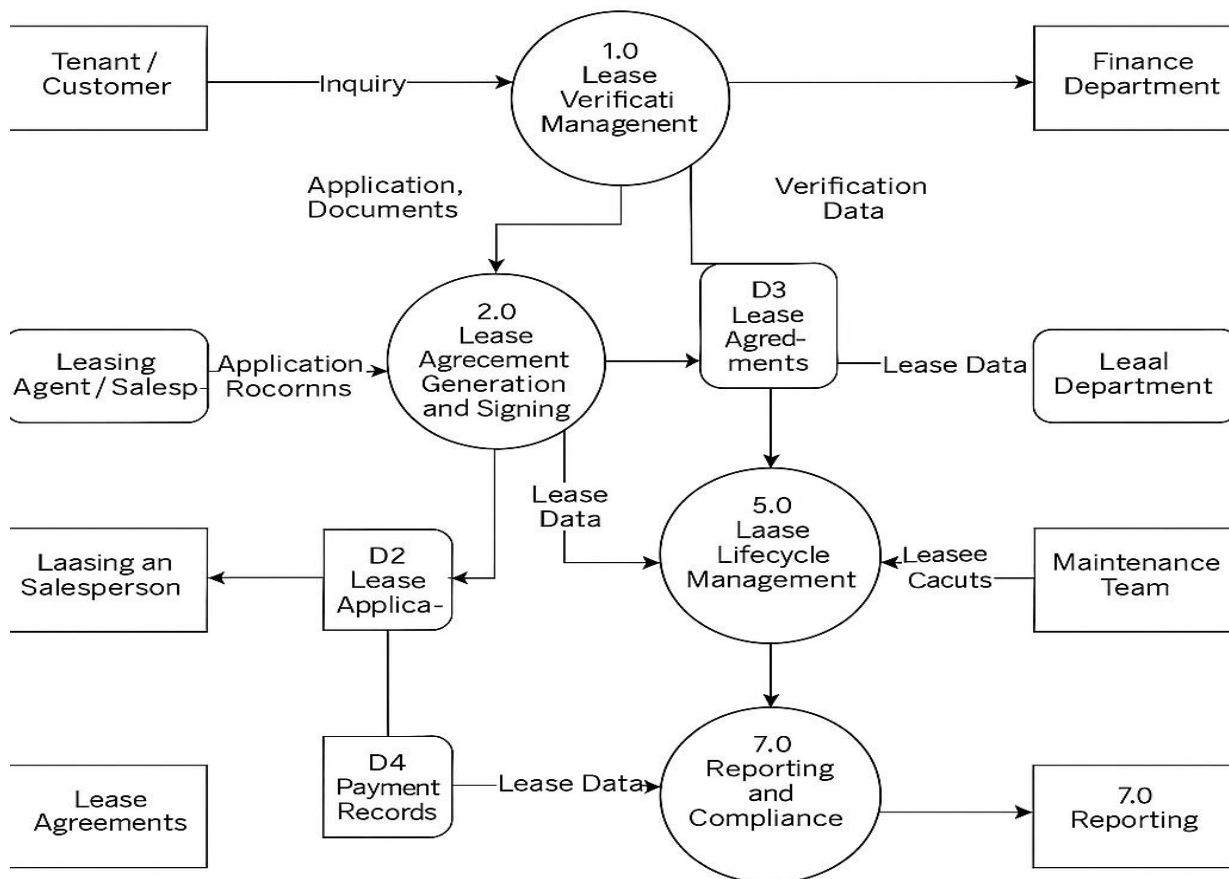 Tenant /
Customer
Inquiry
1.0
Lease
Verificati
Managenent
Finance
Department
Application,
Documents
Verification
Data
2.0
Lease
Agrecement
Generation
and Signing
D3
Lease
Agred-
ments
Leasing
Agent / Salesp-
Application
Rocornns
Lease Data
Leaal
Department
Lease
Data
5.0
Laase
Lifecycle
Management
Laasing an
Salesperson
D2
Lease
Applica-
Leasee
Cacuts
Maintenance
Team
Lease
Agreements
D4
Payment
Records
Lease Data
7.0
Reporting
and
Compliance
7.0
Reporting